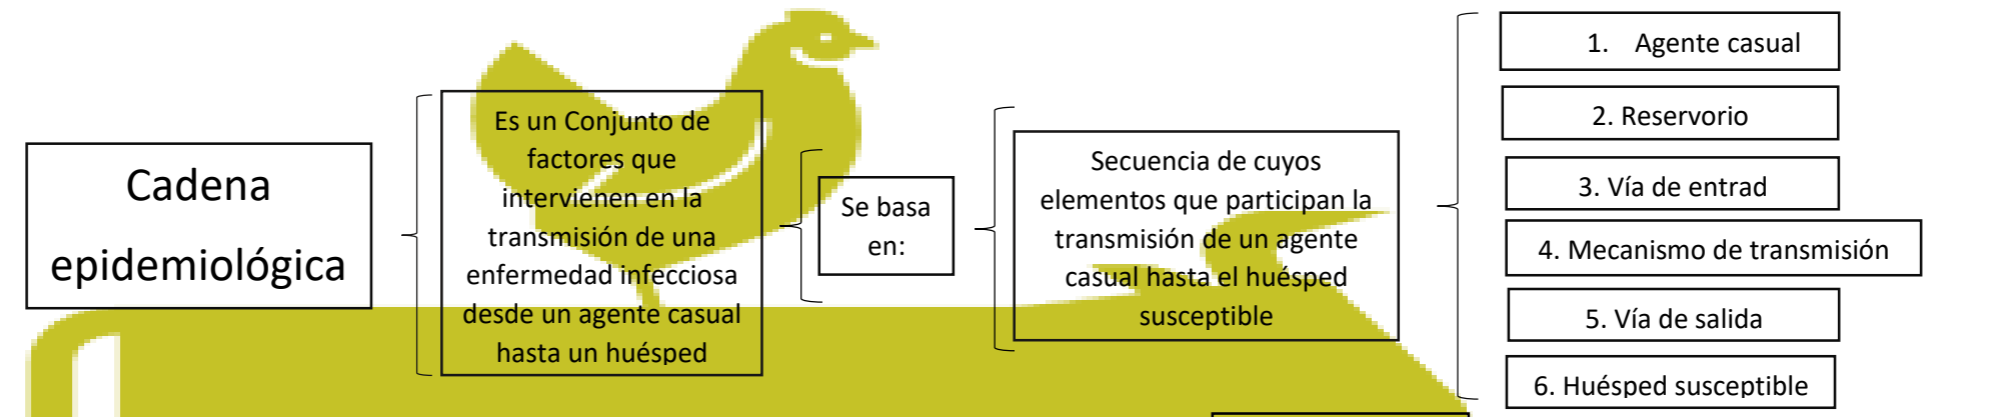 Cadena
epidemiológica
Es un Conjunto de
factores que
intervienen en la
transmisión de una
enfermedad infecciosa
desde un agente casual
hasta un huésped
Se basa
en:
Secuencia de cuyos
elementos que participan la
transmisión de un agente
casual hasta el huésped
susceptible
1. Agente casual
2. Reservorio
3. Vía de entrad
4. Mecanismo de transmisión
5. Vía de salida
6. Huésped susceptible